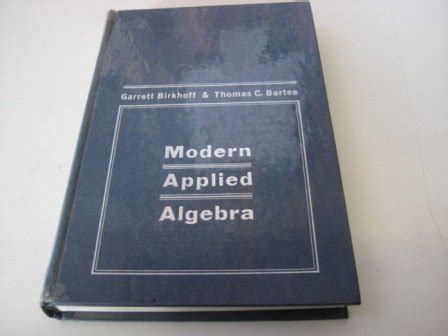 Garrett Birkhoff & Thomas C. Bartee
Modern
Applied
Algebra